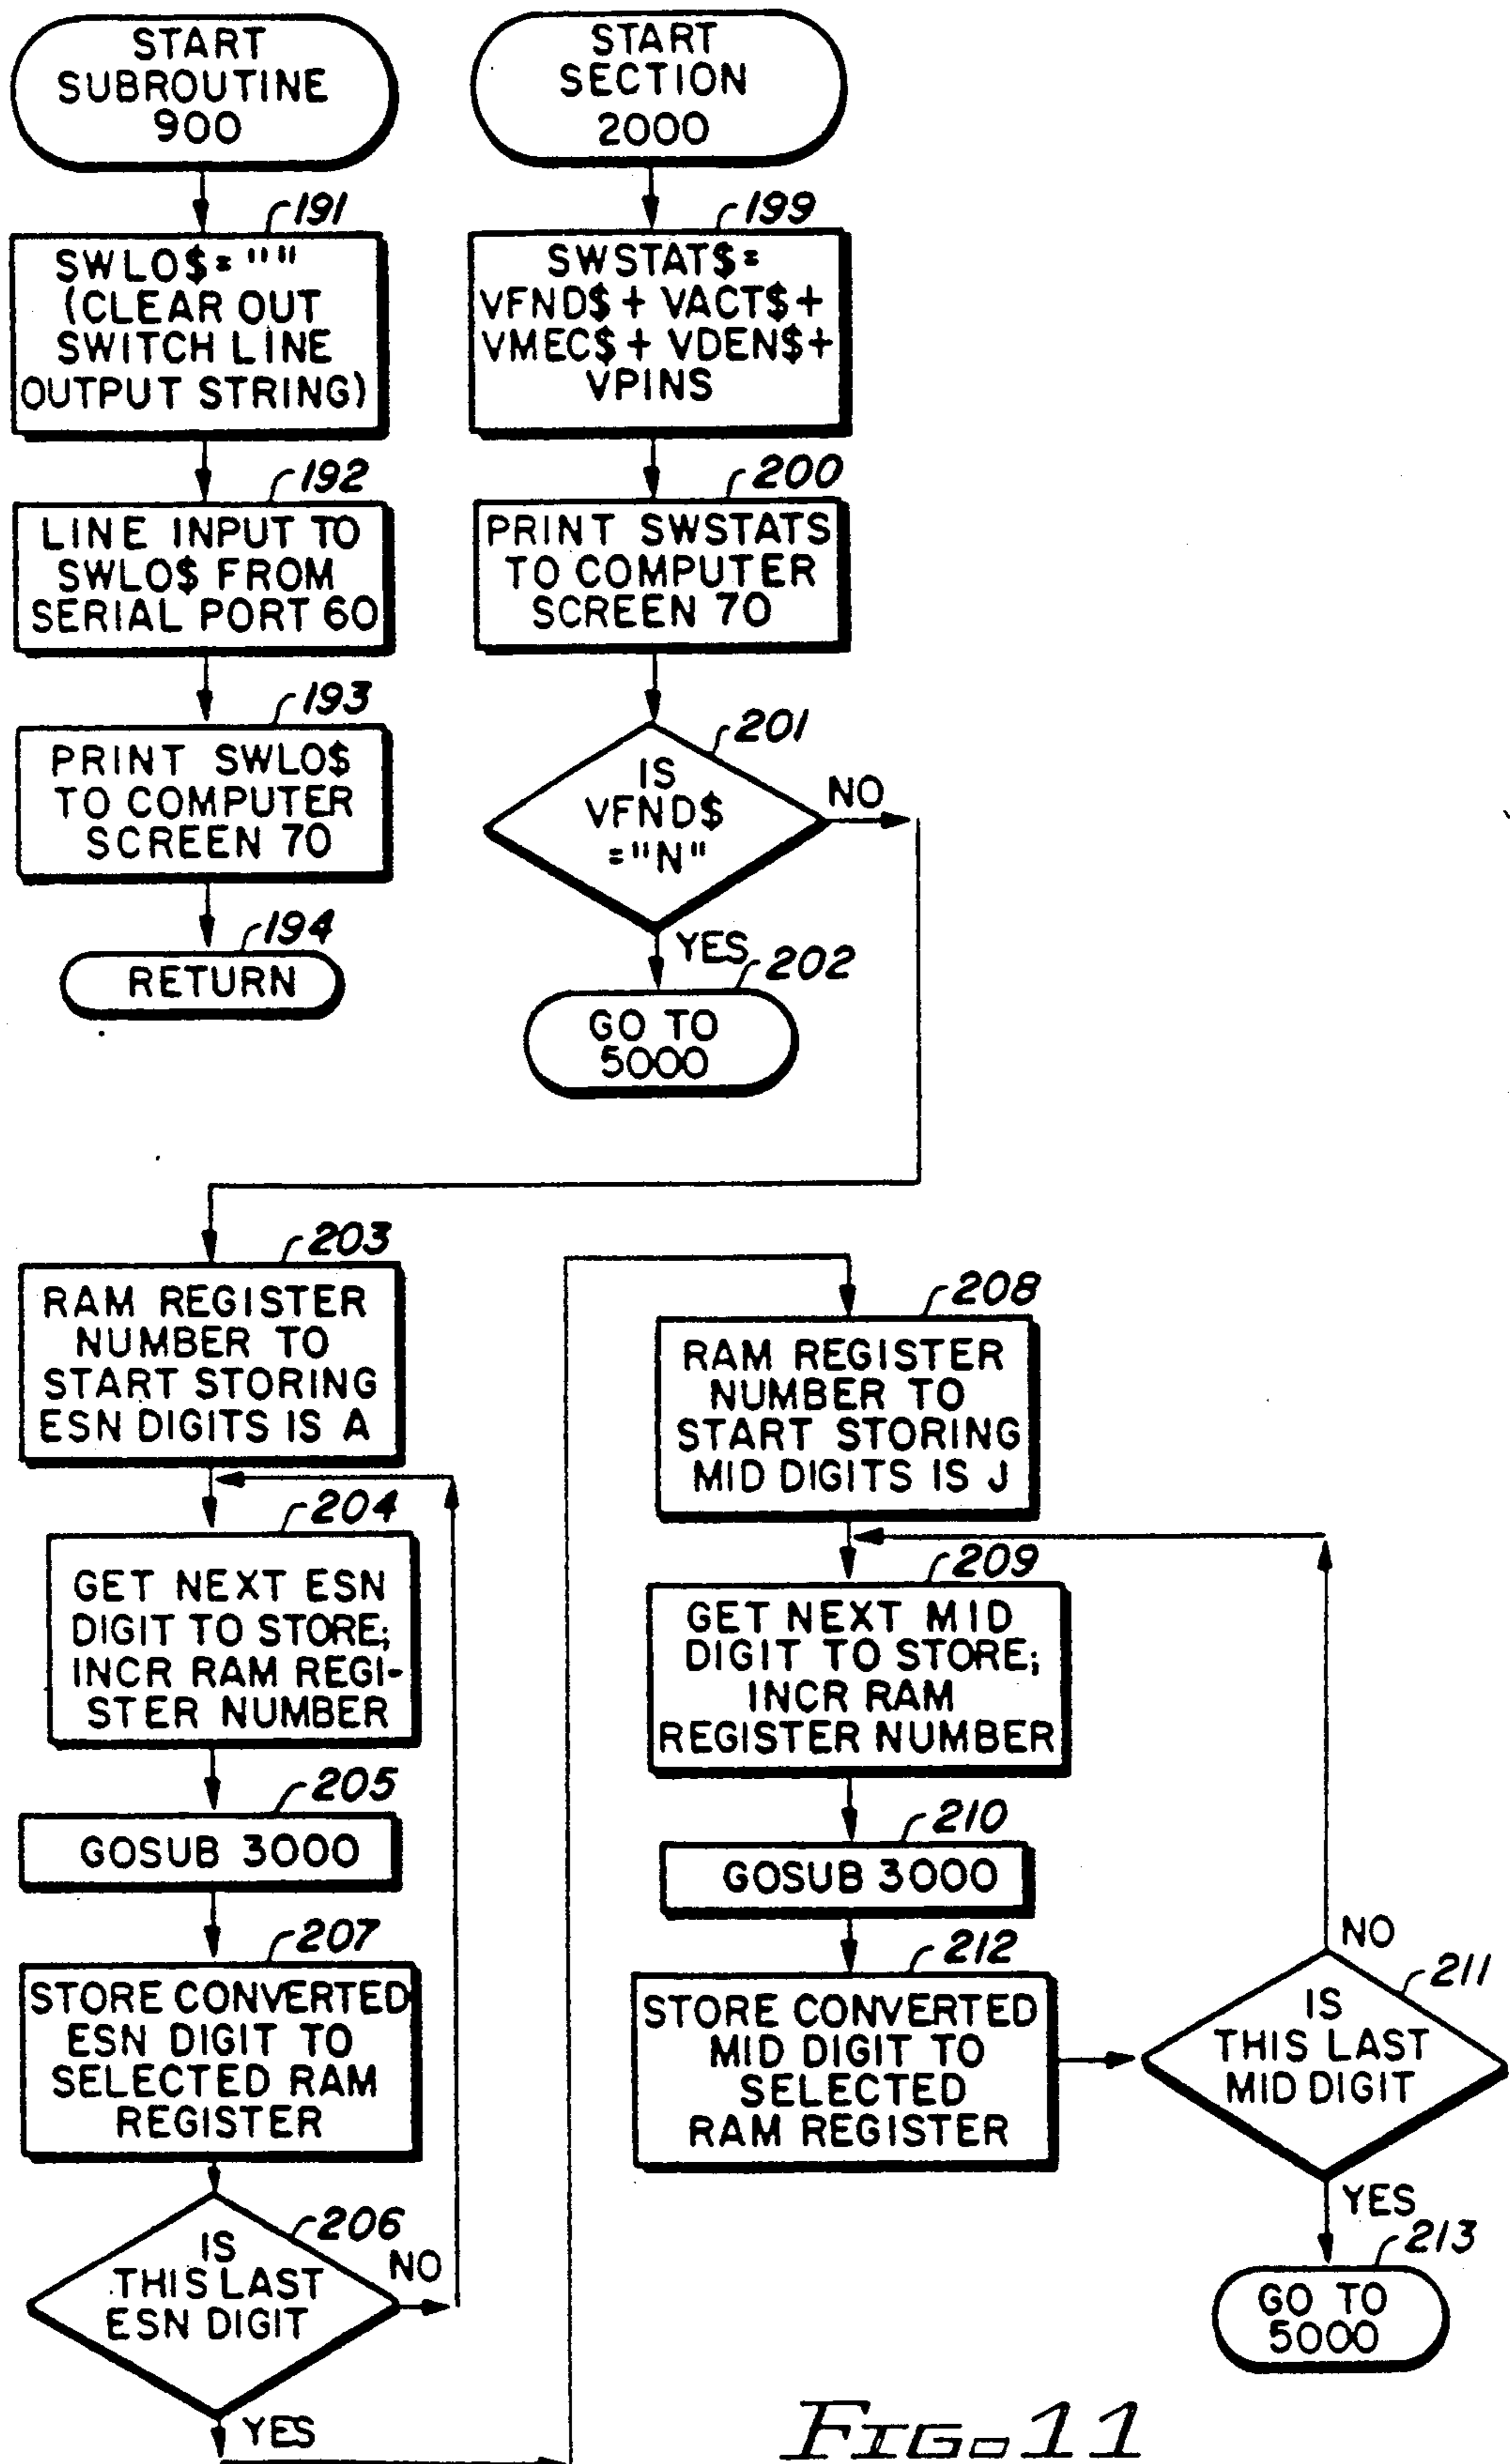 START
SUBROUTINE
900
191
SWLO$=""
(CLEAR OUT
SWITCH LINE
OUTPUT STRING)
192
LINE INPUT TO
SWLO$ FROM
SERIAL PORT 60
193
PRINT SWLO$
TO COMPUTER
SCREEN 70
194
RETURN
START
SECTION
2000
199
SWSTAT$=
VFND$ + VACT$ +
VMEC$ + VDEN$+
VPINS
200
PRINT SWSTATS
TO COMPUTER
SCREEN 70
201
IS
VFND$
="N"
NO
YES
202
GO TO
5000
203
RAM REGISTER
NUMBER TO
START STORING
ESN DIGITS IS A
204
GET NEXT ESN
DIGIT TO STORE;
INCR RAM REGI-
STER NUMBER
205
GOSUB 3000
207
STORE CONVERTED
ESN DIGIT TO
SELECTED RAM
REGISTER
206
IS
THIS LAST
ESN DIGIT
NO
YES
208
RAM REGISTER
NUMBER TO
START STORING
MID DIGITS IS J
209
GET NEXT MID
DIGIT TO STORE;
INCR RAM
REGISTER NUMBER
210
GOSUB 3000
212
STORE CONVERTED
MID DIGIT TO
SELECTED
RAM REGISTER
211
IS
THIS LAST
MID DIGIT
NO
YES
213
GO TO
5000
FIG. 11